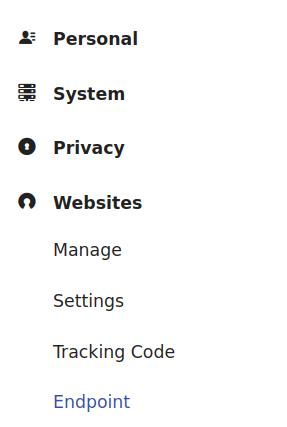 Personal
System
Privacy
Websites
Manage
Settings
Tracking Code
Endpoint